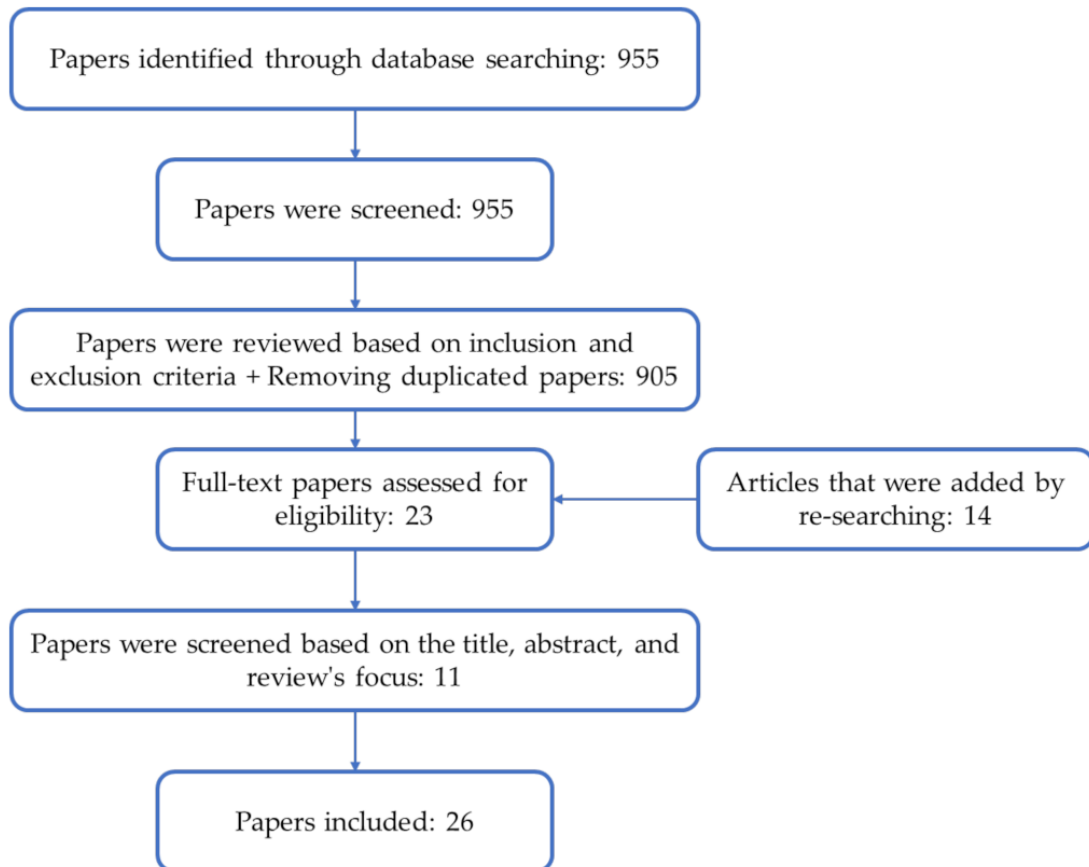 Papers identified through database searching: 955
Papers were screened: 955
Papers were reviewed based on inclusion and
exclusion criteria + Removing duplicated papers: 905
Full-text papers assessed for
eligibility: 23
Articles that were added by
re-searching: 14
Papers were screened based on the title, abstract, and
review's focus: 11
Papers included: 26